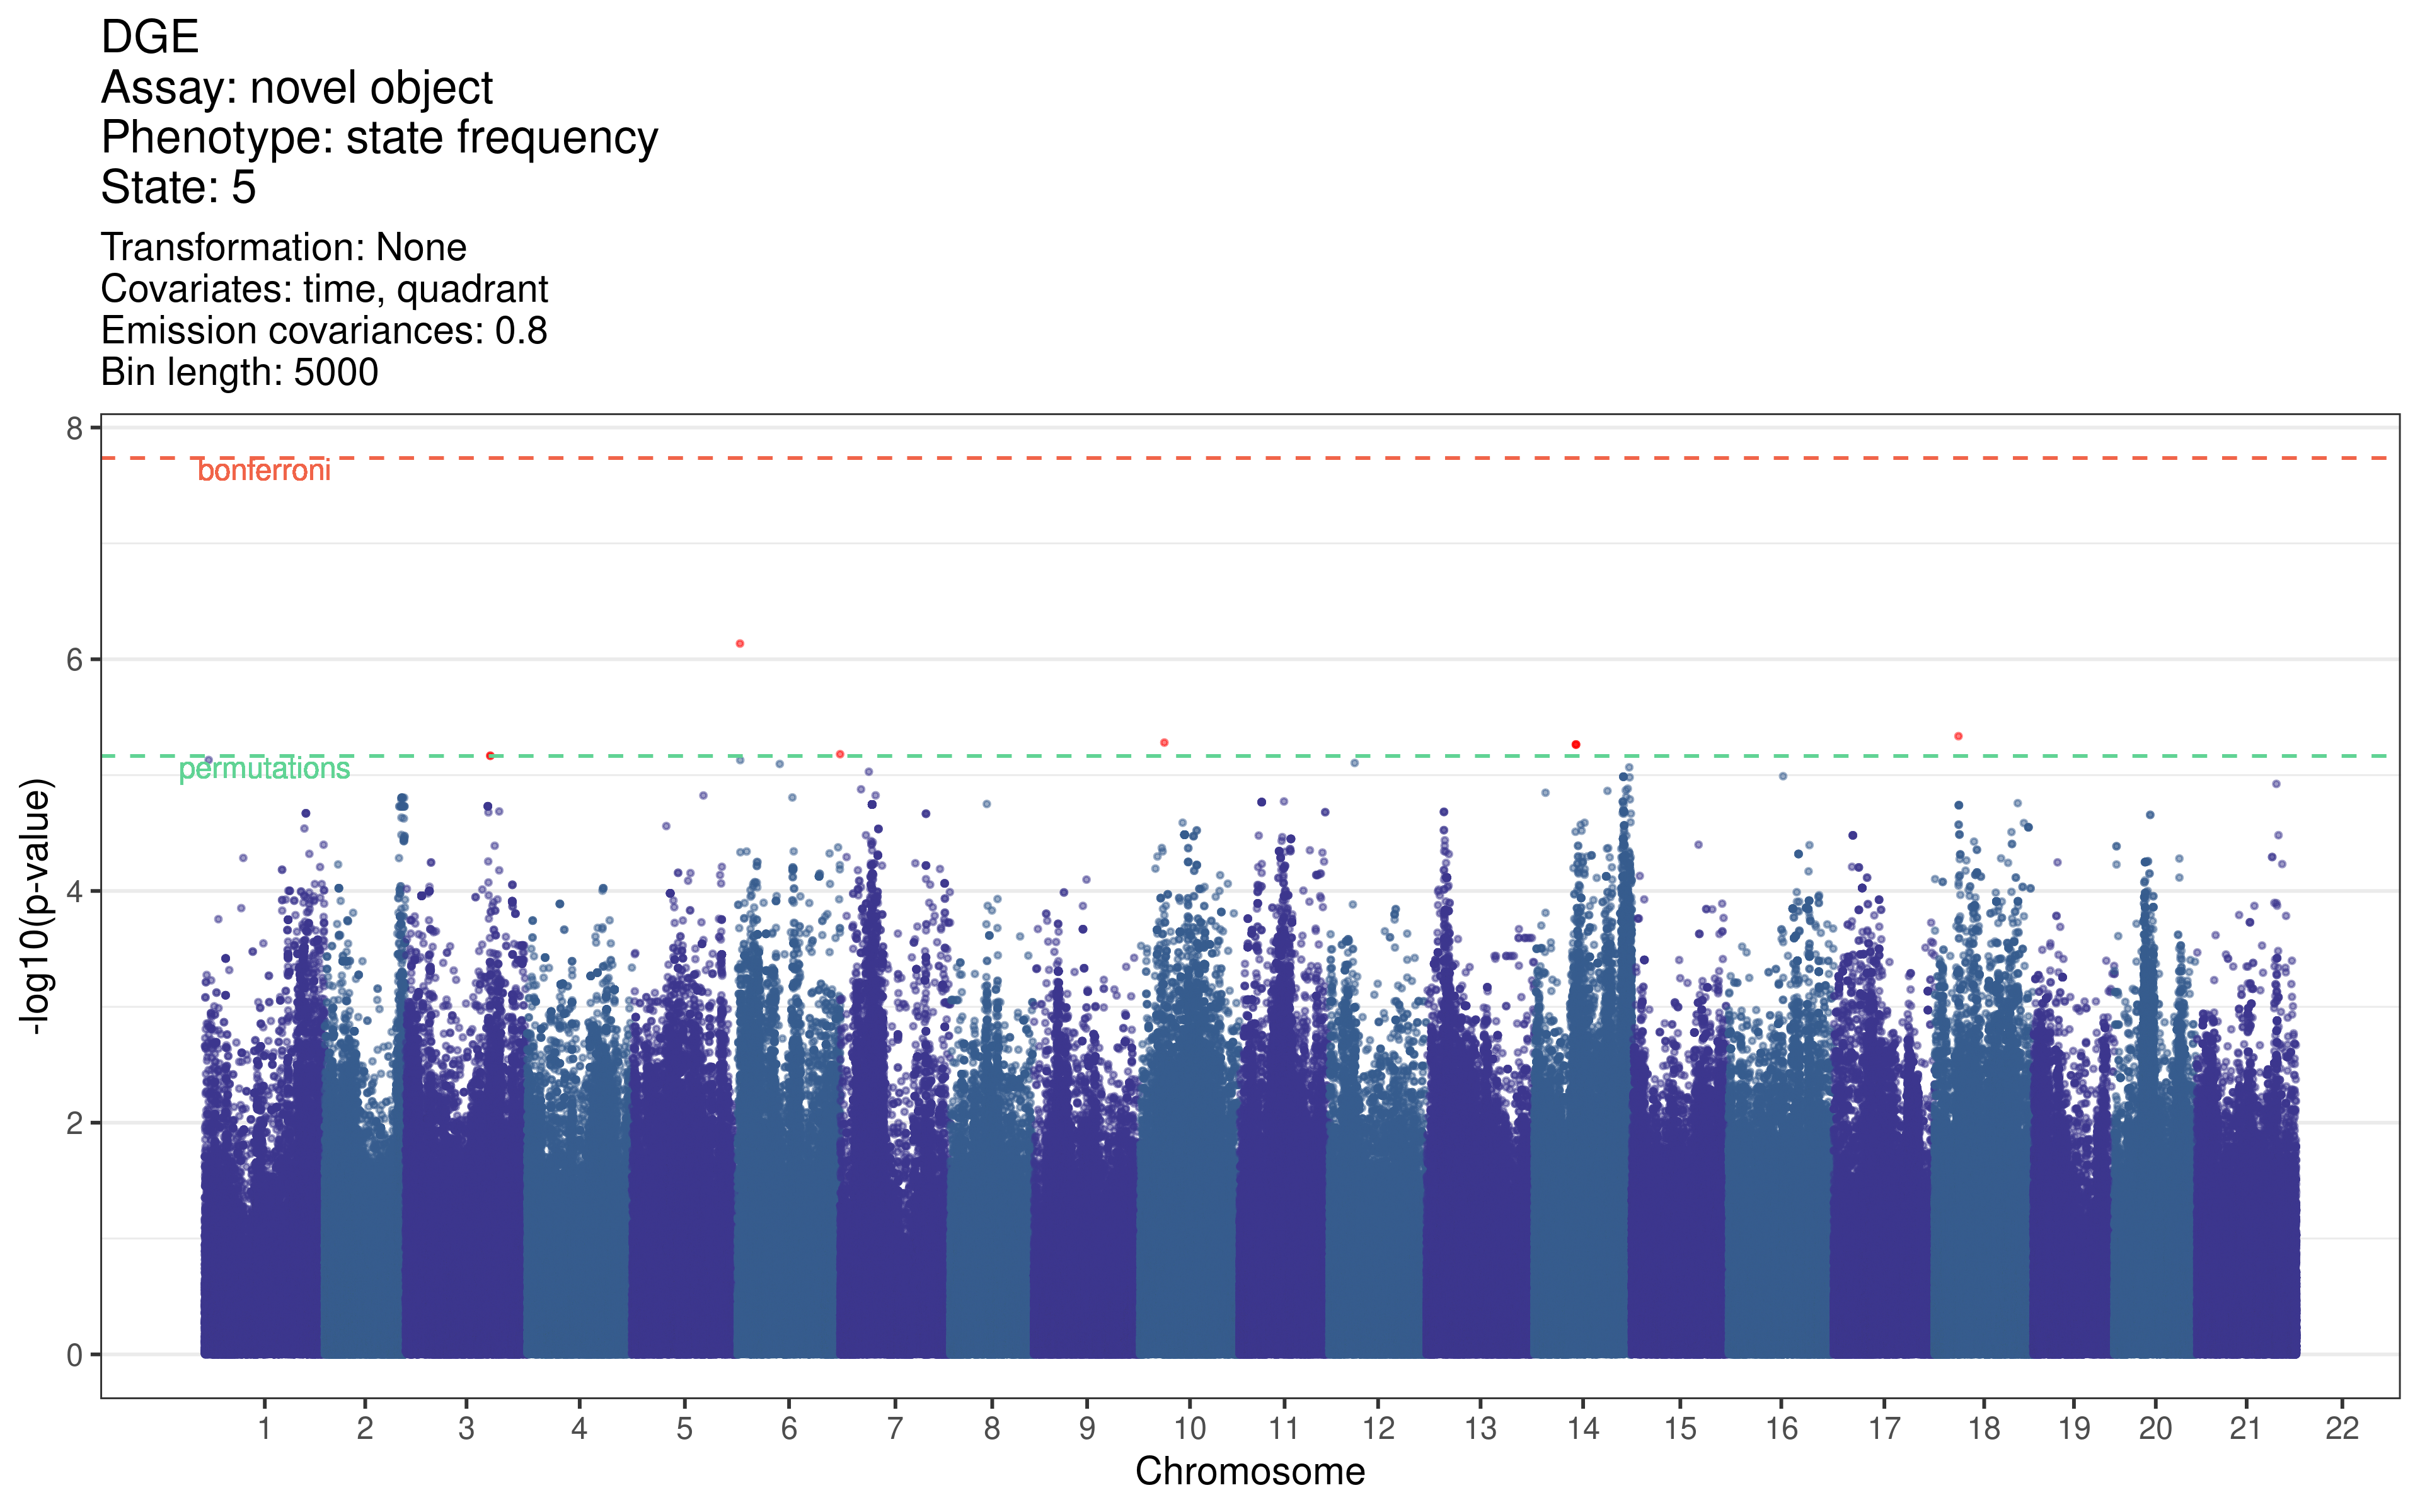 DGE
Assay: novel object
Phenotype: state frequency
State: 5
Transformation: None
Covariates: time, quadrant
Emission covariances: 0.8
Bin length: 5000
8
bonferroni
6
permutations
4
2
0
-log10(p-value)
1 2 3 4 5 6 7 8 9 10 11 12 13 14 15 16 17 18 19 20 21 22
Chromosome